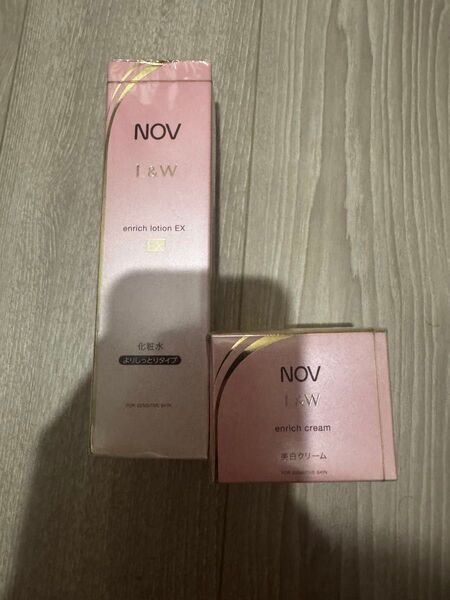 NOV
L&W
enrich lotion EX
EX
化粧水
よりしっとりタイプ
FOR SENSITIVE SKIN
NOV
L&W
enrich cream
美白クリーム
FOR SENSITIVE SKIN